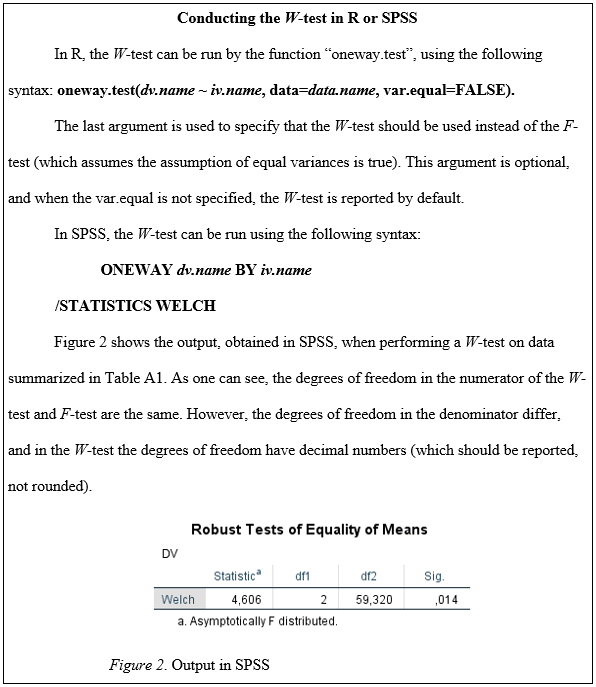 Conducting the W-test in R or SPSS
In R, the W-test can be run by the function “oneway.test”, using the following
syntax: oneway.test(dv.name ~ iv.name, data=data.name, var.equal=FALSE).
The last argument is used to specify that the W-test should be used instead of the F-
test (which assumes the assumption of equal variances is true). This argument is optional,
and when the var.equal is not specified, the W-test is reported by default.
In SPSS, the W-test can be run using the following syntax:
ONEWAY dv.name BY iv.name
/STATISTICS WELCH
Figure 2 shows the output, obtained in SPSS, when performing a W-test on data
summarized in Table A1. As one can see, the degrees of freedom in the numerator of the W-
test and F-test are the same. However, the degrees of freedom in the denominator differ,
and in the W-test the degrees of freedom have decimal numbers (which should be reported,
not rounded).
Robust Tests of Equality of Means
DV
Statistica df1 df2 Sig.
Welch 4,606 2 59,320 ,014
a. Asymptotically F distributed.
Figure 2. Output in SPSS